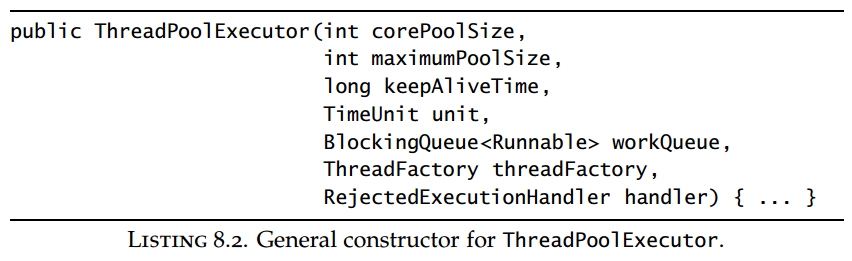 public ThreadPoolExecutor(int corePoolSize,
int maximumPoolSize,
long keepAliveTime,
TimeUnit unit,
BlockingQueue<Runnable> workQueue,
ThreadFactory threadFactory,
RejectedExecutionHandler handler) { ... }
LISTING 8.2. General constructor for ThreadPoolExecutor.